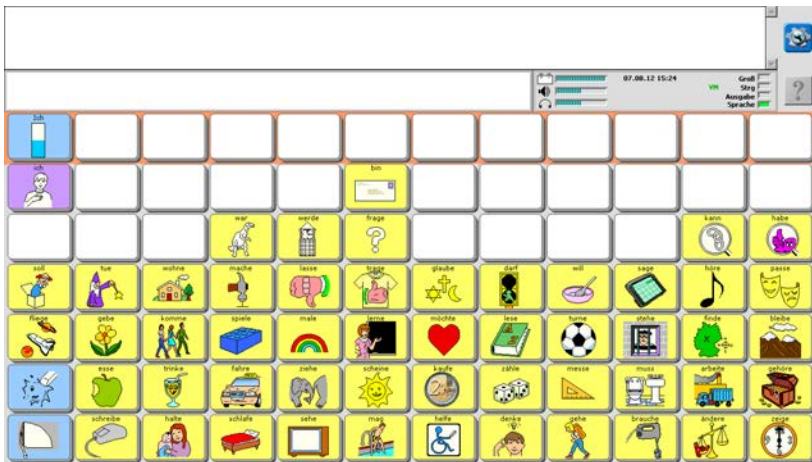 07.08.12 15:24
VM
Groß
Strg
Ausgabe
Sprache
?
Ich
ich
bin
war
werde
frage
kann
habe
soll
tue
wohne
mache
lasse
trage
glaube
darf
will
sage
höre
passe
fliege
gebe
komme
spiele
male
lerne
möchte
lese
turne
stehe
finde
bleibe
esse
trinke
fahre
ziehe
scheine
kaufe
zähle
messe
muss
arbeite
gehöre
schreibe
halte
schlafe
sehe
mag
helfe
denke
gehe
brauche
ändere
zeige